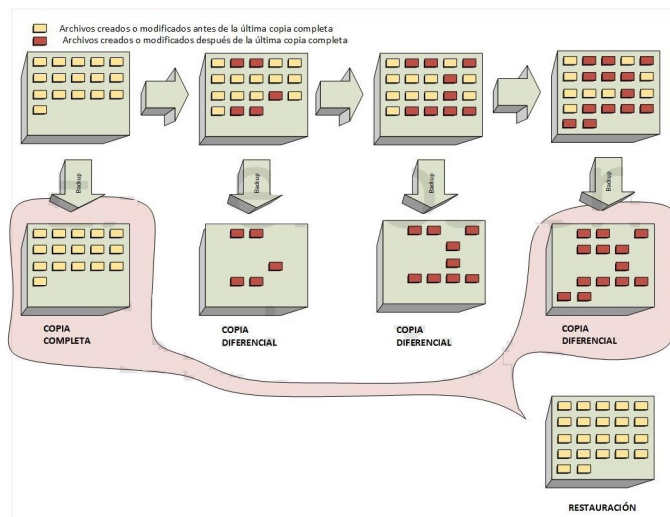 Archivos creados o modificados antes de la última copia completa
Archivos creados o modificados después de la última copia completa
Backup
Backup
Backup
Backup
COPIA
COMPLETA
COPIA
DIFERENCIAL
COPIA
DIFERENCIAL
COPIA
DIFERENCIAL
RESTAURACIÓN